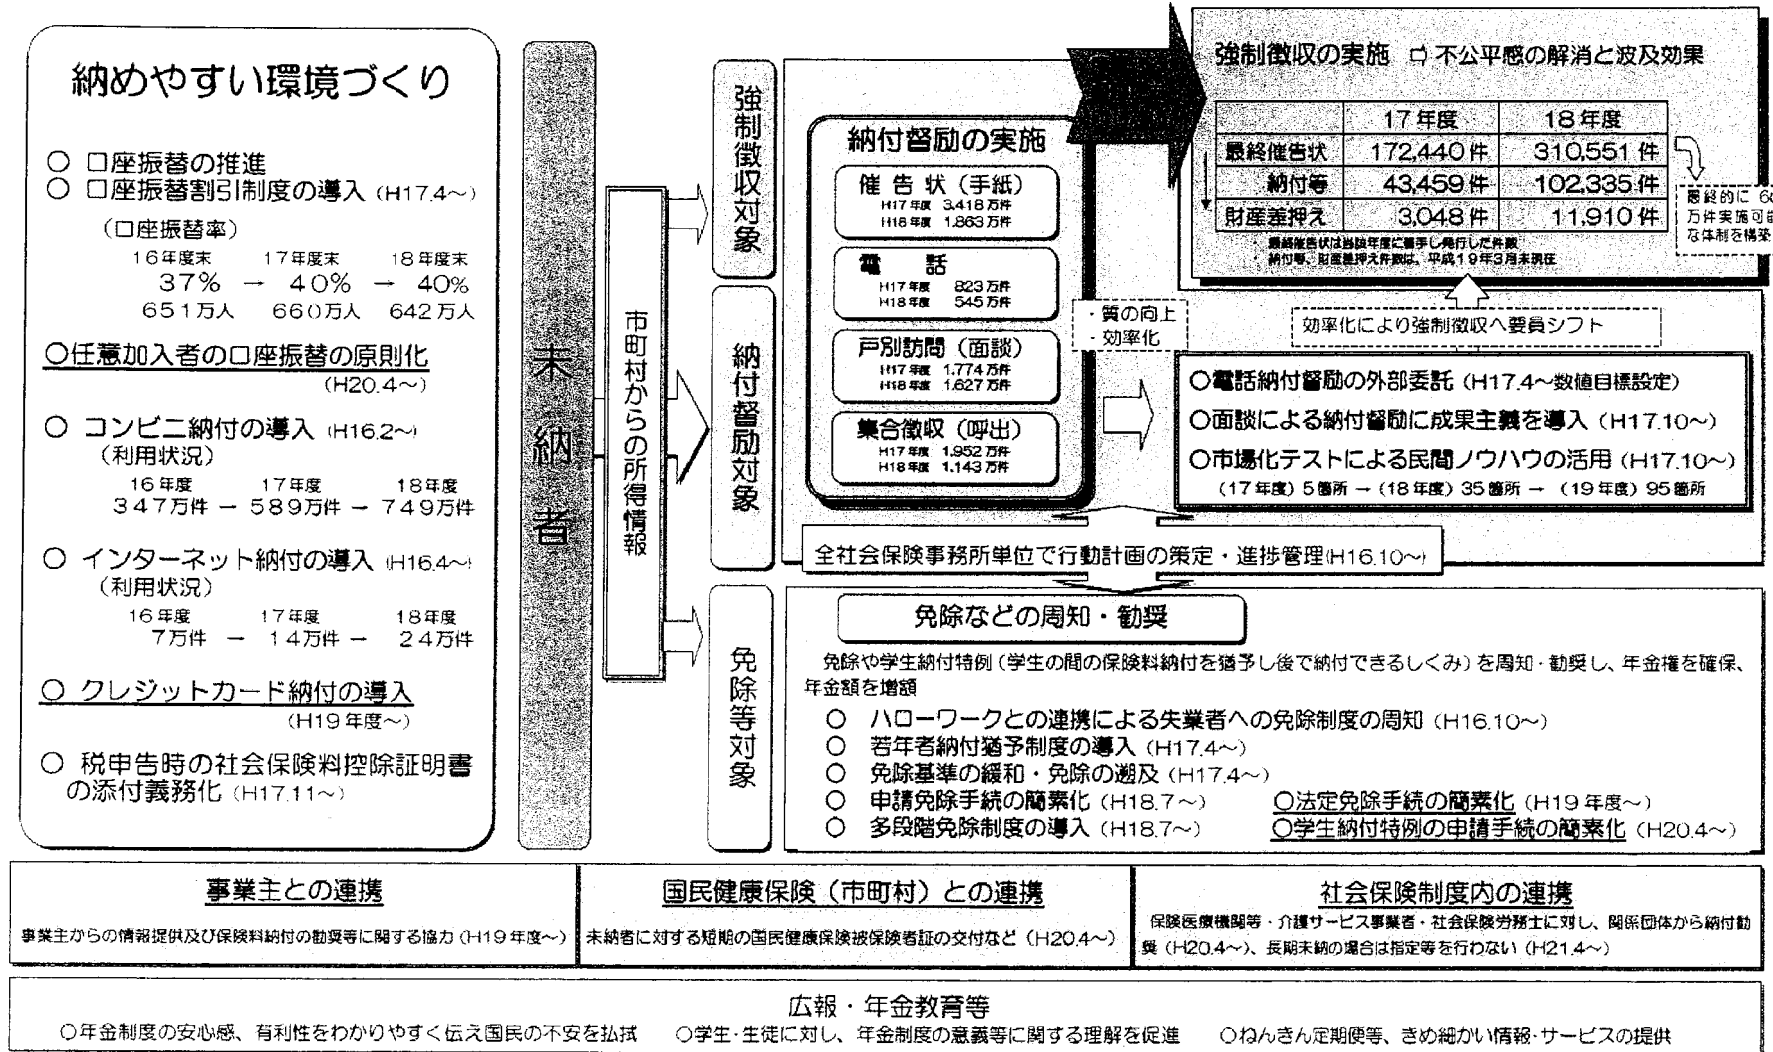 納めやすい環境づくり
○ 口座振替の推進
○ 口座振替割引制度の導入(H17.4~)
(口座振替率)
16年度末 17年度末 18年度末
37% → 40% → 40%
651万人 660万人 642万人
○任意加入者の口座振替の原則化
(H20.4~)
○ コンビニ納付の導入(H16.2~)
(利用状況)
16年度 17年度 18年度
347万件 → 589万件 → 749万件
○ インターネット納付の導入(H16.4~)
(利用状況)
16年度 17年度 18年度
7万件 → 14万件 → 24万件
○ クレジットカード納付の導入
(H19年度~)
○ 税申告時の社会保険料控除証明書
の添付義務化(H17.11~)
未納者
市町村からの所得情報
強制徴収対象
納付督励対象
免除等対象
納付督励の実施
催告状(手紙)
H17年度 3,418万件
H18年度 1,863万件
電話
H17年度 823万件
H18年度 545万件
戸別訪問(面談)
H17年度 1,774万件
H18年度 1,627万件
集合徴収(呼出)
H17年度 1,952万件
H18年度 1,143万件
・質の向上
・効率化
強制徴収の実施 ⇨ 不公平感の解消と波及効果
17年度 18年度
最終催告状 172,440件 310,551件
納付等 43,459件 102,335件
財産差押え 3,048件 11,910件
・ 最終催告状は当該年度に着手し発行した件数
・ 納付等、財産差押え件数は、平成19年3月末現在
最終的に 60
万件実施可能
な体制を構築
効率化により強制徴収へ要員シフト
○電話納付督励の外部委託(H17.4~数値目標設定)
○面談による納付督励に成果主義を導入(H17.10~)
○市場化テストによる民間ノウハウの活用(H17.10~)
(17年度)5箇所 → (18年度)35箇所 → (19年度)95箇所
全社会保険事務所単位で行動計画の策定・進捗管理(H16.10~)
免除などの周知・勧奨
免除や学生納付特例(学生の間の保険料納付を猶予し後で納付できるしくみ)を周知・勧奨し、年金権を確保、
年金額を増額
○ ハローワークとの連携による失業者への免除制度の周知(H16.10~)
○ 若年者納付猶予制度の導入(H17.4~)
○ 免除基準の緩和・免除の遡及(H17.4~)
○ 申請免除手続の簡素化(H18.7~) ○法定免除手続の簡素化(H19年度~)
○ 多段階免除制度の導入(H18.7~) ○学生納付特例の申請手続の簡素化(H20.4~)
事業主との連携
事業主からの情報提供及び保険料納付の勧奨等に関する協力(H19年度~)
国民健康保険(市町村)との連携
未納者に対する短期の国民健康保険被保険者証の交付など(H20.4~)
社会保険制度内の連携
保険医療機関等・介護サービス事業者・社会保険労務士に対し、関係団体から納付勧
奨(H20.4~)、長期未納の場合は指定等を行わない(H21.4~)
広報・年金教育等
○年金制度の安心感、有利性をわかりやすく伝え国民の不安を払拭 ○学生・生徒に対し、年金制度の意義等に関する理解を促進 ○ねんきん定期便等、きめ細かい情報・サービスの提供